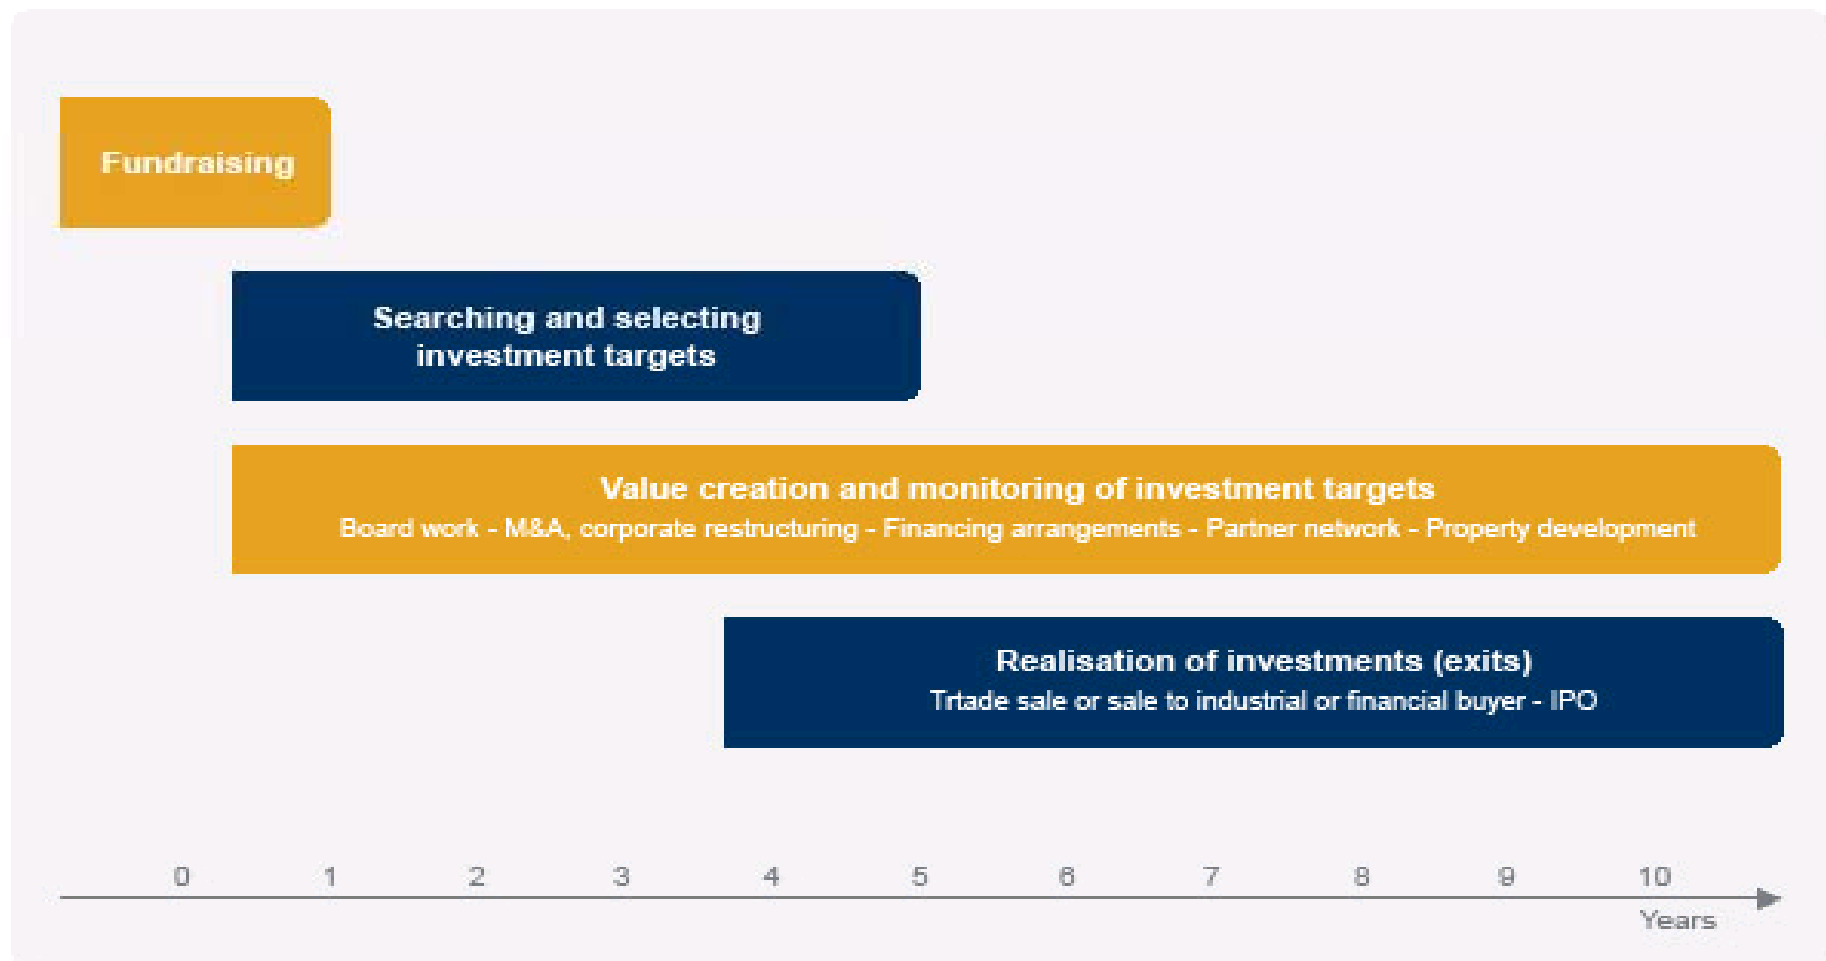 Fundraising
Searching and selecting
investment targets
Value creation and monitoring of investment targets
Board work - M&A, corporate restructuring - Financing arrangements - Partner network - Property development
Realisation of investments (exits)
Trtade sale or sale to industrial or financial buyer - IPO
0 1 2 3 4 5 6 7 8 9 10
Years